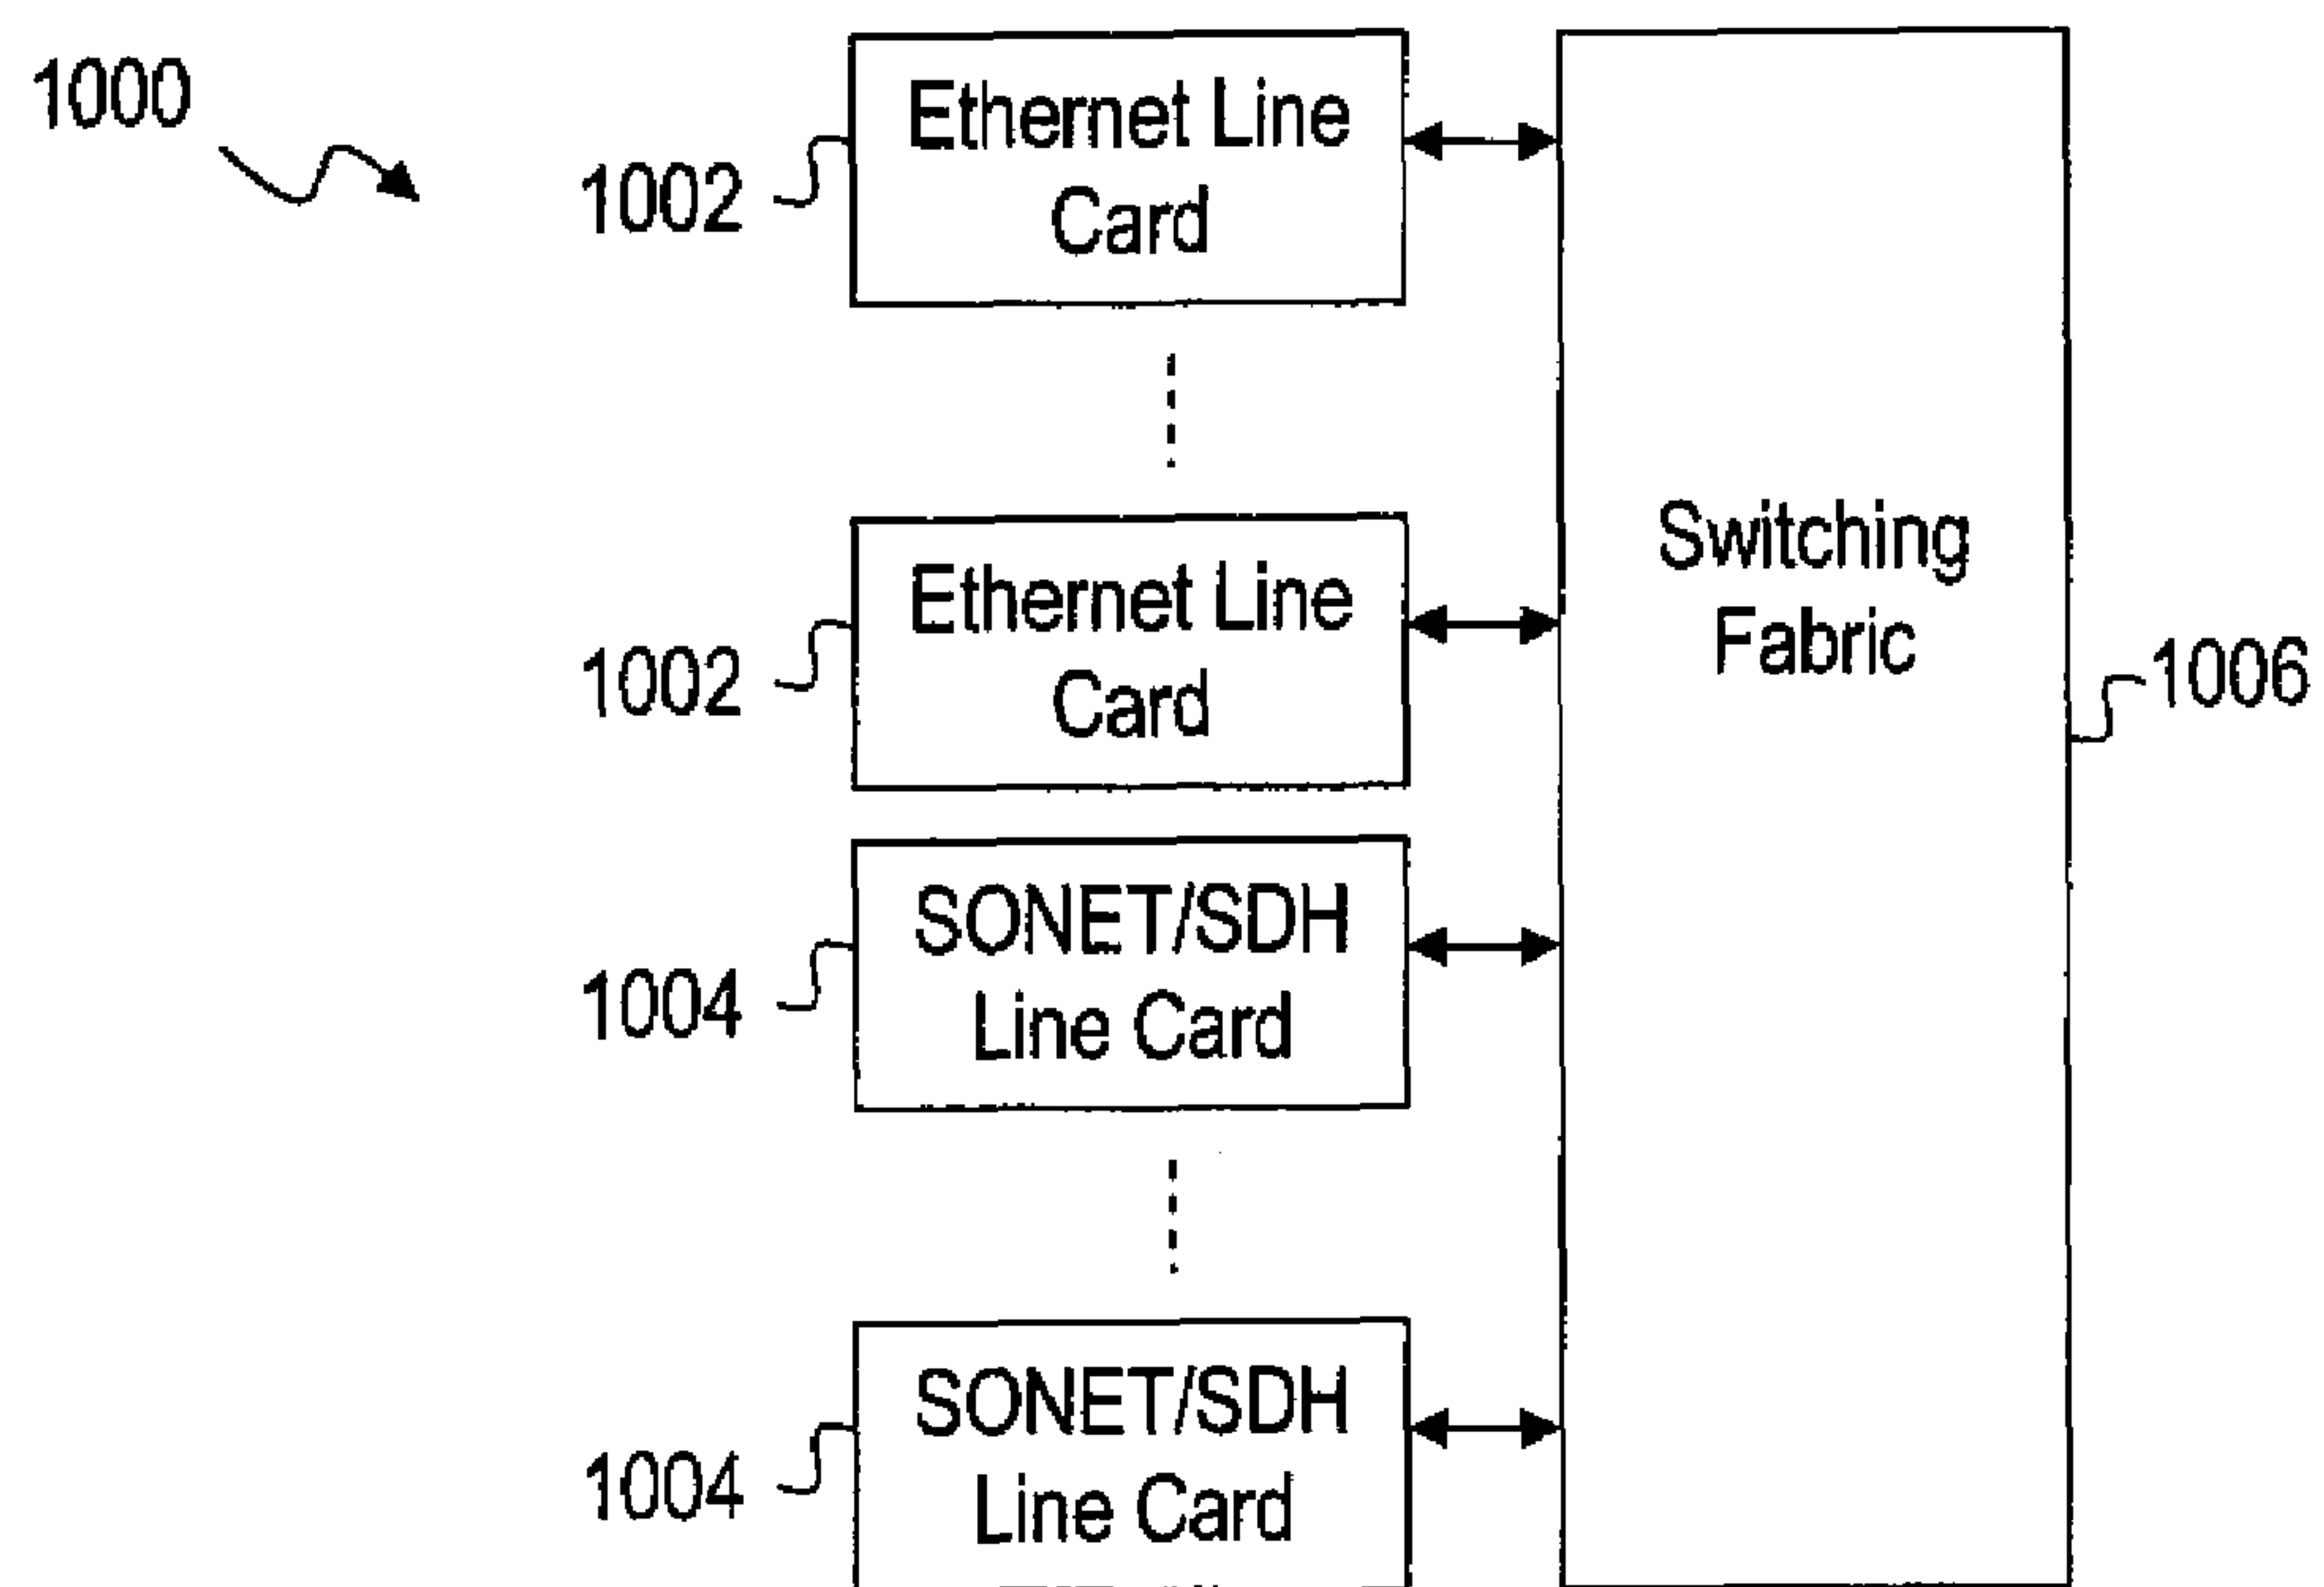 1000
1002
Ethernet Line
Card
1002
Ethernet Line
Card
Switching
Fabric
1006
1004
SONET/SDH
Line Card
1004
SONET/SDH
Line Card